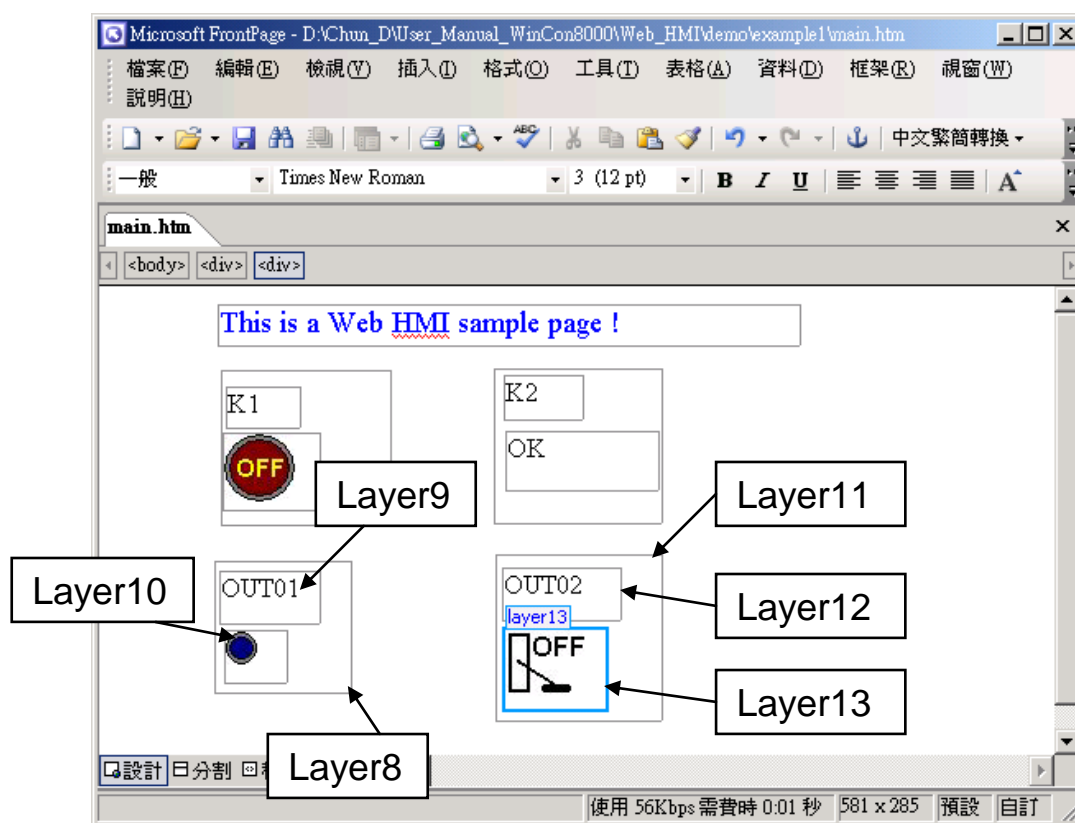 Microsoft FrontPage - D:\Chun_D\User_Manual_WinCon8000\Web_HMI\demo\example1\main.htm
檔案(F) 編輯(E) 檢視(V) 插入(I) 格式(O) 工具(T) 表格(A) 資料(D) 框架(R) 視窗(W)
說明(H)
ABC 中文繁簡轉換
一般 Times New Roman 3 (12 pt) B I U A
main.htm
<body> <div> <div>
This is a Web HMI sample page !
K1 K2
OFF OK
Layer9 Layer11
Layer10 OUT01 OUT02 Layer12
layer13
OFF
Layer13
Layer8
設計 分割
使用 56Kbps 需費時 0:01 秒 581 x 285 預設 自訂